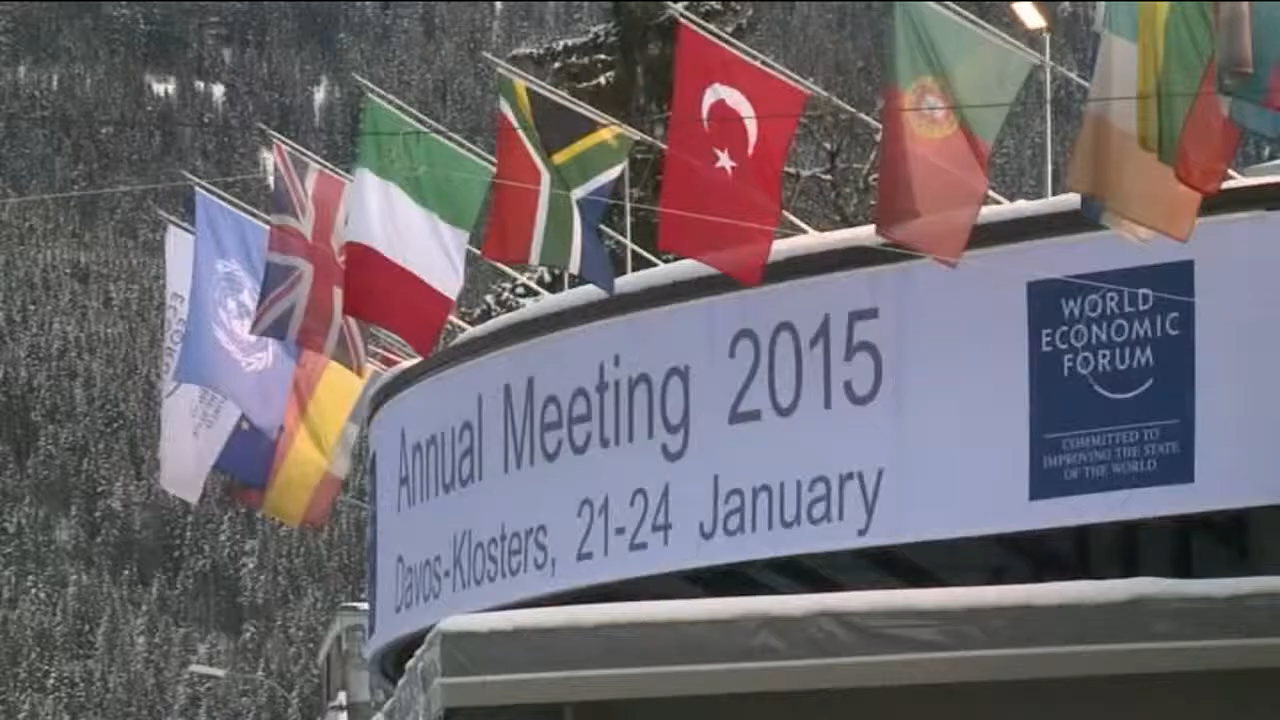 Annual Meeting 2015
Davos-Klosters, 21-24 January
WORLD
ECONOMIC
FORUM
COMMITTED TO
IMPROVING THE STATE
OF THE WORLD